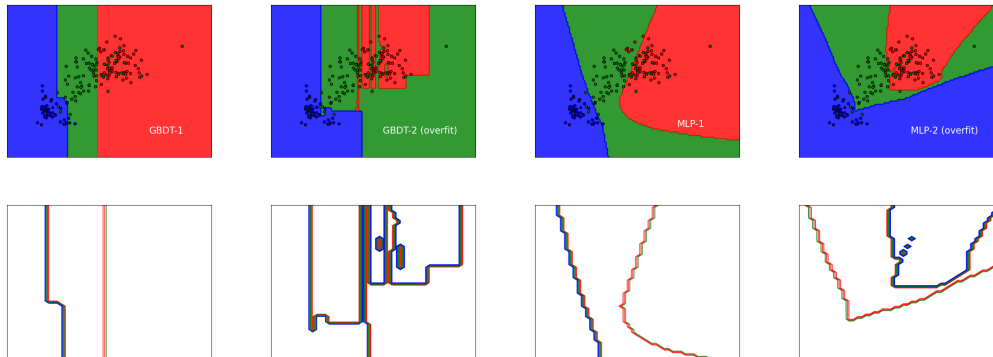 GBDT-1
GBDT-2 (overfit)
MLP-1
MLP-2 (overfit)